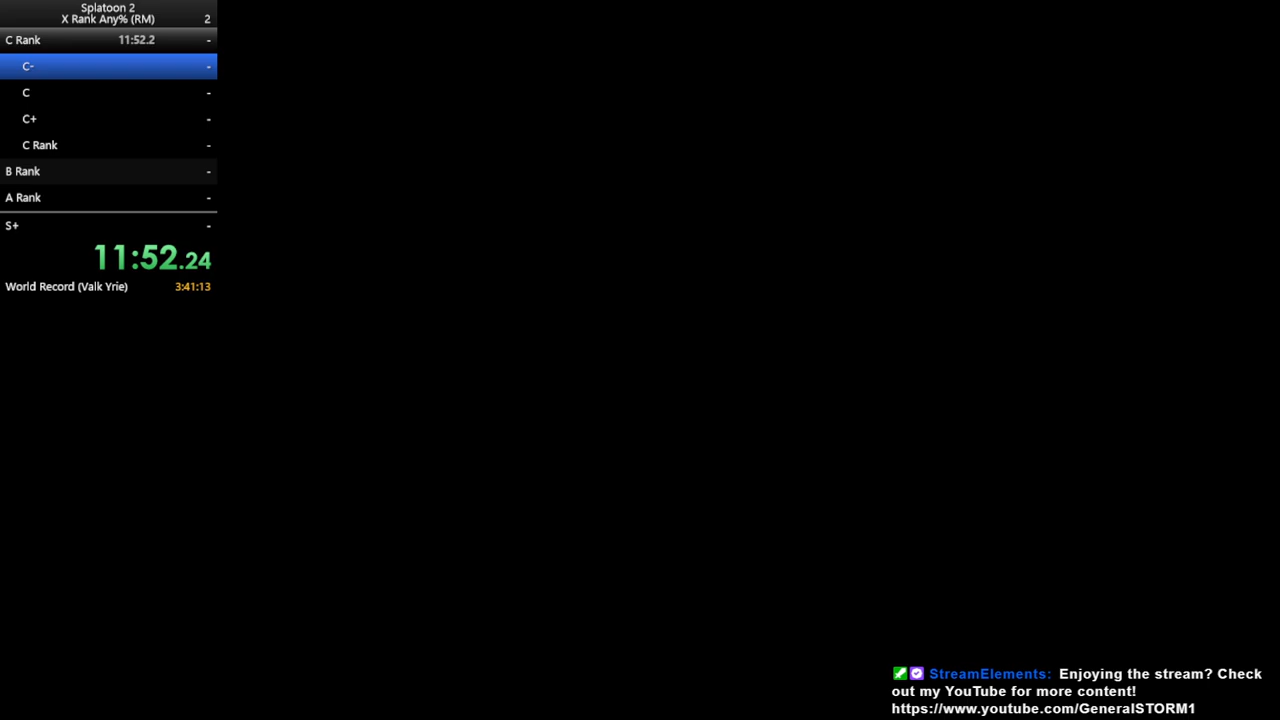 Splatoon 2
X Rank Any% (RM) 2
C Rank 11:52.2 -
C- -
C -
C+ -
C Rank -
B Rank -
A Rank -
S+ -
11:52.24
World Record (Valk Yrie) 3:41:13
StreamElements: Enjoying the stream? Check
out my YouTube for more content!
https://www.youtube.com/GeneralSTORM1